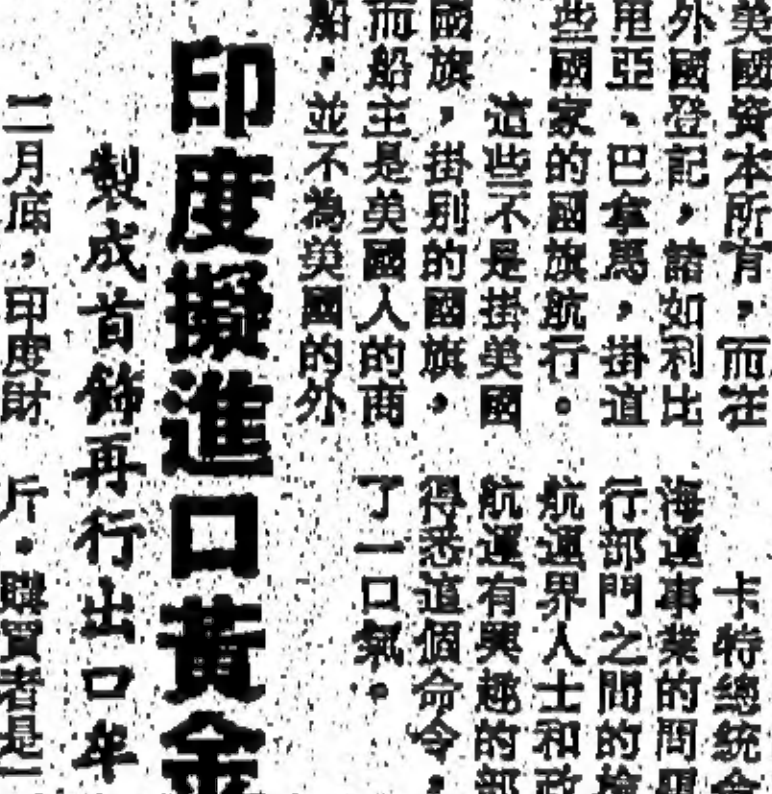 美國資本所有，而在
外國登記，諸如利比
里亞、巴拿馬，掛這
些國家的國旗航行。
這些不是掛美國
國旗，掛別的國旗，
而船主是美國人的商
船，並不為美國的外
卡特總統
海運事業的問題
行部門之間的檢
航運界人士和政
航運有興趣的部
得悉這個命令，
了一口氣。
印度擬進口黃金
製成首飾再行出口牟
二月底，印度財
斤。購買者是